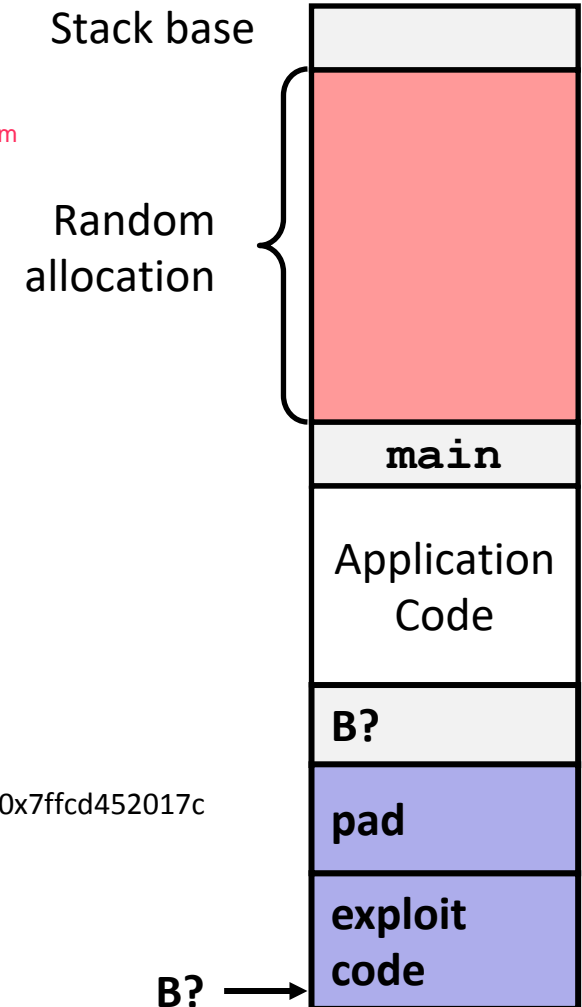 Stack base
m
Random
allocation
main
Application
Code
B?
0x7ffcd452017c
pad
exploit
code
B?